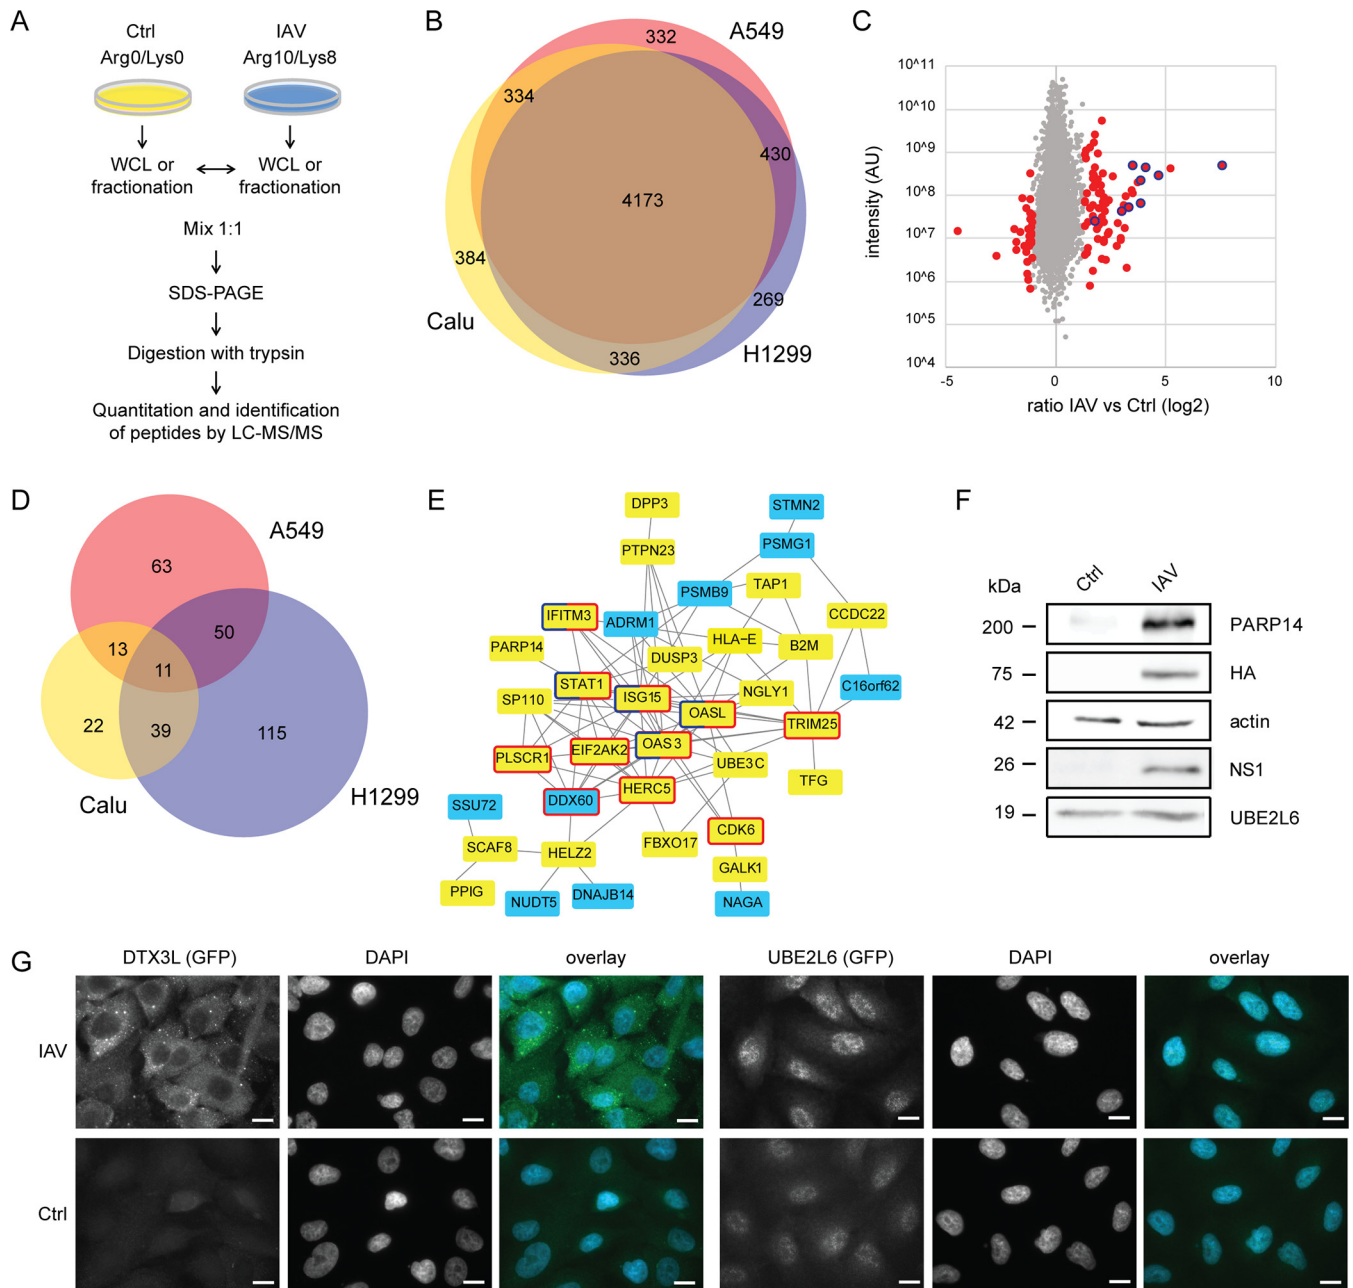 A
Ctrl
Arg0/Lys0
IAV
Arg10/Lys8
WCL or
fractionation
WCL or
fractionation
Mix 1:1
SDS-PAGE
Digestion with trypsin
Quantitation and identification
of peptides by LC-MS/MS
B
A549
332
334
430
4173
384
269
336
Calu
H1299
C
10^11
10^10
10^9
10^8
10^7
10^6
10^5
10^4
intensity (AU)
-5
0
5
10
ratio IAV vs Ctrl (log2)
D
A549
63
50
13
11
22
39
115
Calu
H1299
E
DPP3
STMN2
PTPN23
PSMG1
PSMB9
TAP1
IFITM3
ADRM1
CCDC22
HLA-E
B2M
PARP14
DUSP3
STAT1
ISG15
NGLY1
C16orf62
SP110
OASL
TRIM25
PLSCR1
EIF2AK2
OAS3
UBE3C
TFG
DDX60
HERC5
SSU72
CDK6
SCAF8
HELZ2
FBXO17
GALK1
PPIG
NUDT5
DNAJB14
NAGA
F
kDa
Ctrl
IAV
200
PARP14
75
HA
42
actin
26
NS1
19
UBE2L6
G
DTX3L (GFP)
DAPI
overlay
UBE2L6 (GFP)
DAPI
overlay
IAV
Ctrl